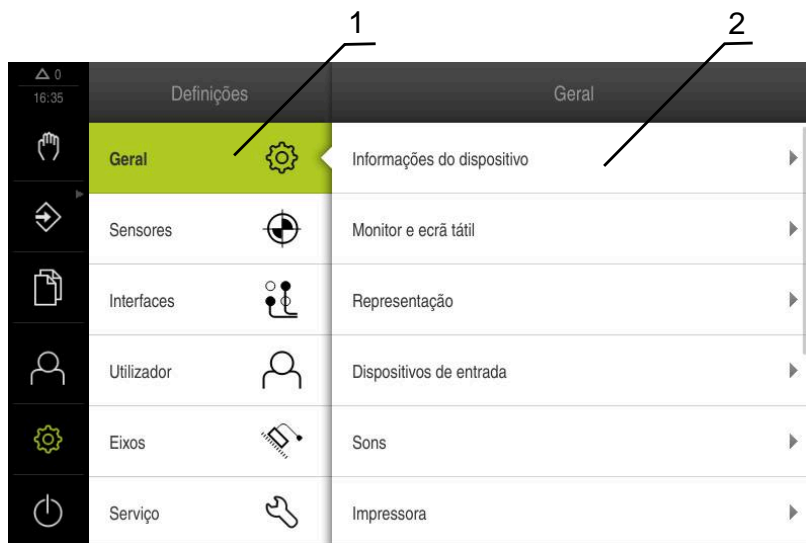 1
2
0
16:35
Definições
Geral
Geral
Informações do dispositivo
Sensores
Monitor e ecrã tátil
Interfaces
Representação
Utilizador
Dispositivos de entrada
Eixos
Sons
Serviço
Impressora